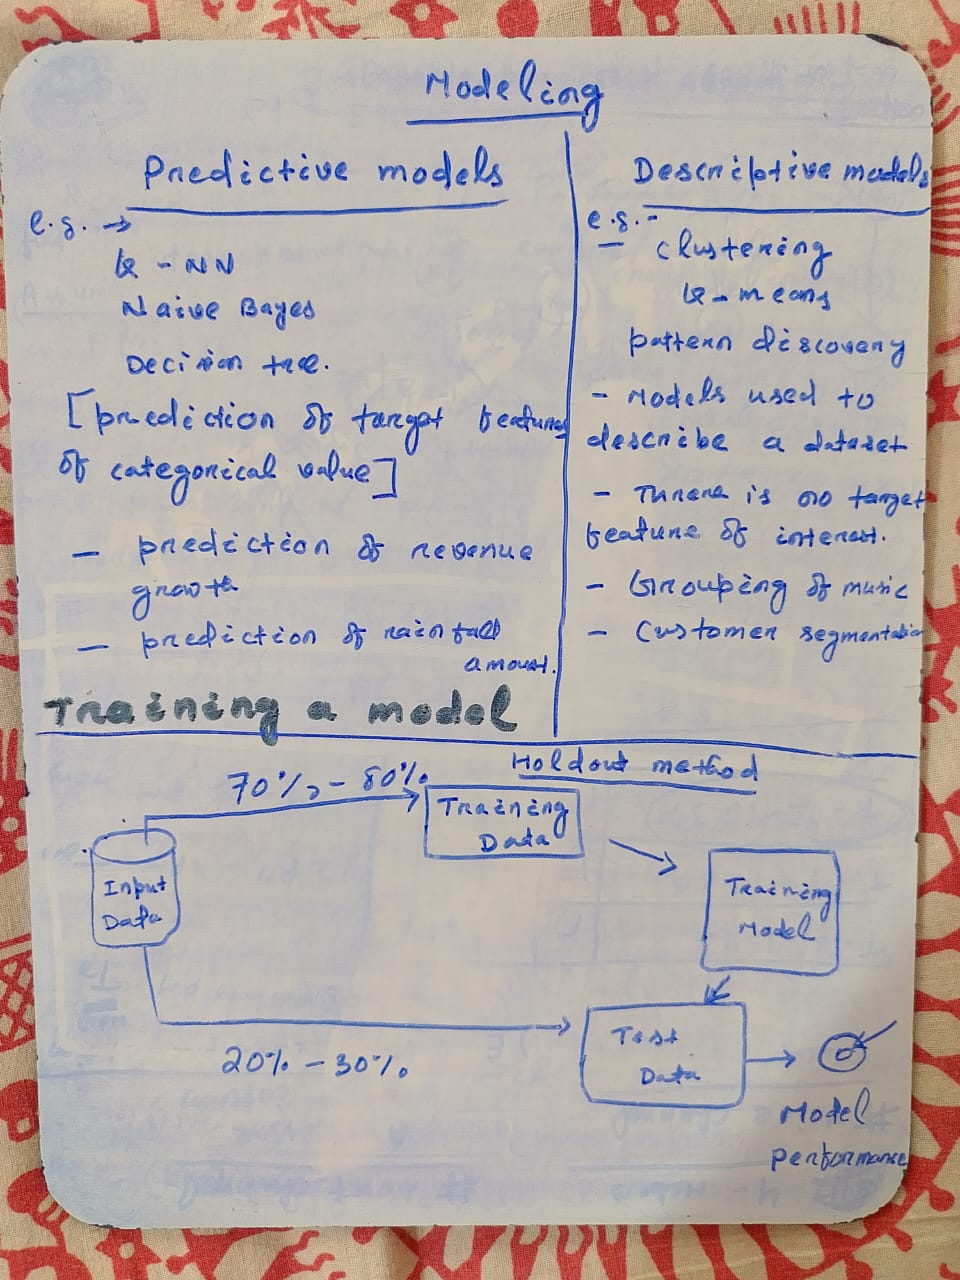 Modeling
Predictive models
e.g. →
K - NN
Naive Bayes
Decision tree.
[prediction of target features
of categorical value]
- prediction of revenue
growth
- prediction of rainfall
amount.
Descriptive models
e.g.-
Clustering
K-means
pattern discovery
- Models used to
describe a dataset
- There is no target
feature of interest.
- Grouping of music
- Customer segmentation
Training a model
Holdout method
70% - 80%
Training
Data
Input
Data
Training
Model
20% - 30%
Test
Data
Model
performance